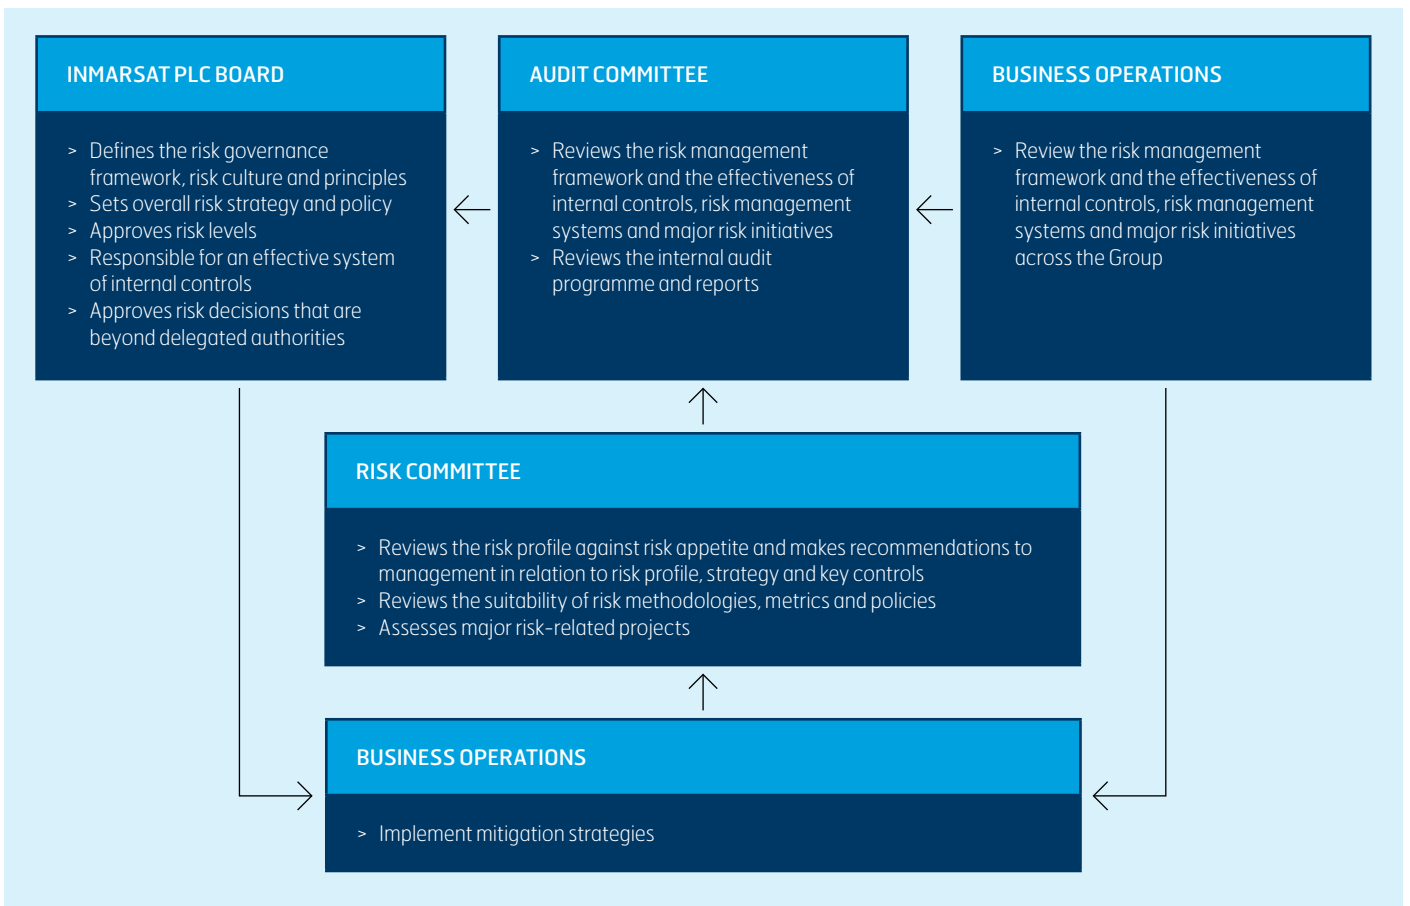 INMARSAT PLC BOARD
> Defines the risk governance
framework, risk culture and principles
> Sets overall risk strategy and policy
> Approves risk levels
> Responsible for an effective system
of internal controls
> Approves risk decisions that are
beyond delegated authorities
AUDIT COMMITTEE
> Reviews the risk management
framework and the effectiveness of
internal controls, risk management
systems and major risk initiatives
> Reviews the internal audit
programme and reports
BUSINESS OPERATIONS
> Review the risk management
framework and the effectiveness of
internal controls, risk management
systems and major risk initiatives
across the Group
RISK COMMITTEE
> Reviews the risk profile against risk appetite and makes recommendations to
management in relation to risk profile, strategy and key controls
> Reviews the suitability of risk methodologies, metrics and policies
> Assesses major risk-related projects
BUSINESS OPERATIONS
> Implement mitigation strategies